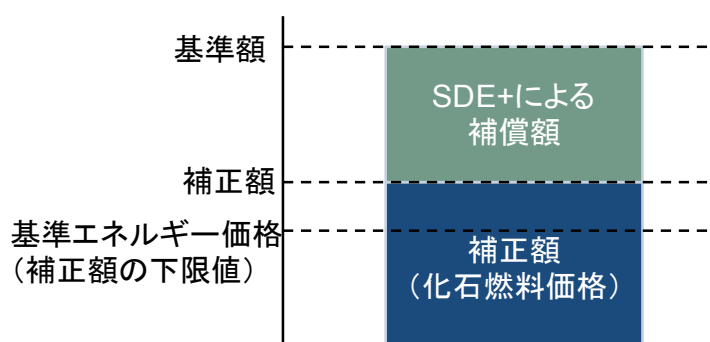 基準額
SDE+による
補償額
補正額
基準エネルギー価格
（補正額の下限値）
補正額
（化石燃料価格）